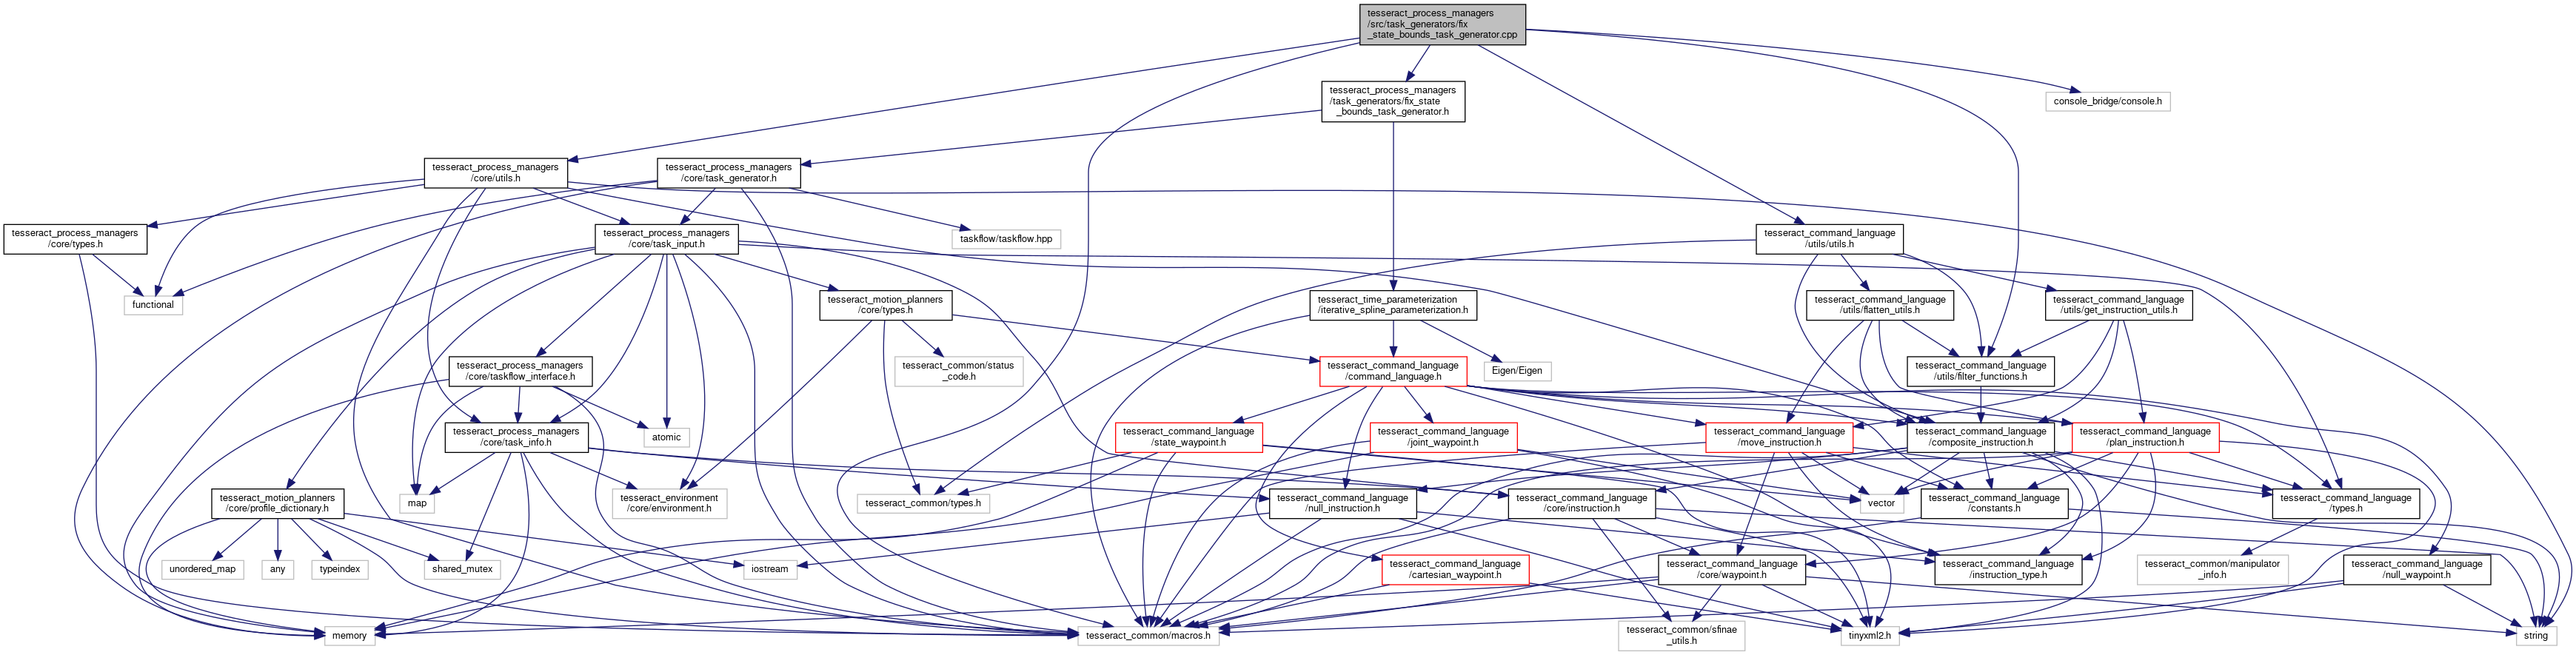 tesseract_process_managers
/src/task_generators/fix
_state_bounds_task_generator.cpp
tesseract_process_managers
/task_generators/fix_state
_bounds_task_generator.h
console_bridge/console.h
tesseract_process_managers
/core/utils.h
tesseract_process_managers
/core/task_generator.h
tesseract_process_managers
/core/types.h
tesseract_process_managers
/core/task_input.h
taskflow/taskflow.hpp
tesseract_command_language
/utils/utils.h
functional
tesseract_motion_planners
/core/types.h
tesseract_time_parameterization
/iterative_spline_parameterization.h
tesseract_command_language
/utils/flatten_utils.h
tesseract_command_language
/utils/get_instruction_utils.h
tesseract_process_managers
/core/taskflow_interface.h
tesseract_common/status
_code.h
tesseract_command_language
/command_language.h
Eigen/Eigen
tesseract_command_language
/utils/filter_functions.h
tesseract_process_managers
/core/task_info.h
atomic
tesseract_command_language
/state_waypoint.h
tesseract_command_language
/joint_waypoint.h
tesseract_command_language
/move_instruction.h
tesseract_command_language
/composite_instruction.h
tesseract_command_language
/plan_instruction.h
tesseract_motion_planners
/core/profile_dictionary.h
map
tesseract_environment
/core/environment.h
tesseract_common/types.h
tesseract_command_language
/null_instruction.h
tesseract_command_language
/core/instruction.h
vector
tesseract_command_language
/constants.h
tesseract_command_language
/types.h
unordered_map
any
typeindex
shared_mutex
iostream
tesseract_command_language
/cartesian_waypoint.h
tesseract_command_language
/core/waypoint.h
tesseract_command_language
/instruction_type.h
tesseract_common/manipulator
_info.h
tesseract_command_language
/null_waypoint.h
memory
tesseract_common/macros.h
tesseract_common/sfinae
_utils.h
tinyxml2.h
string